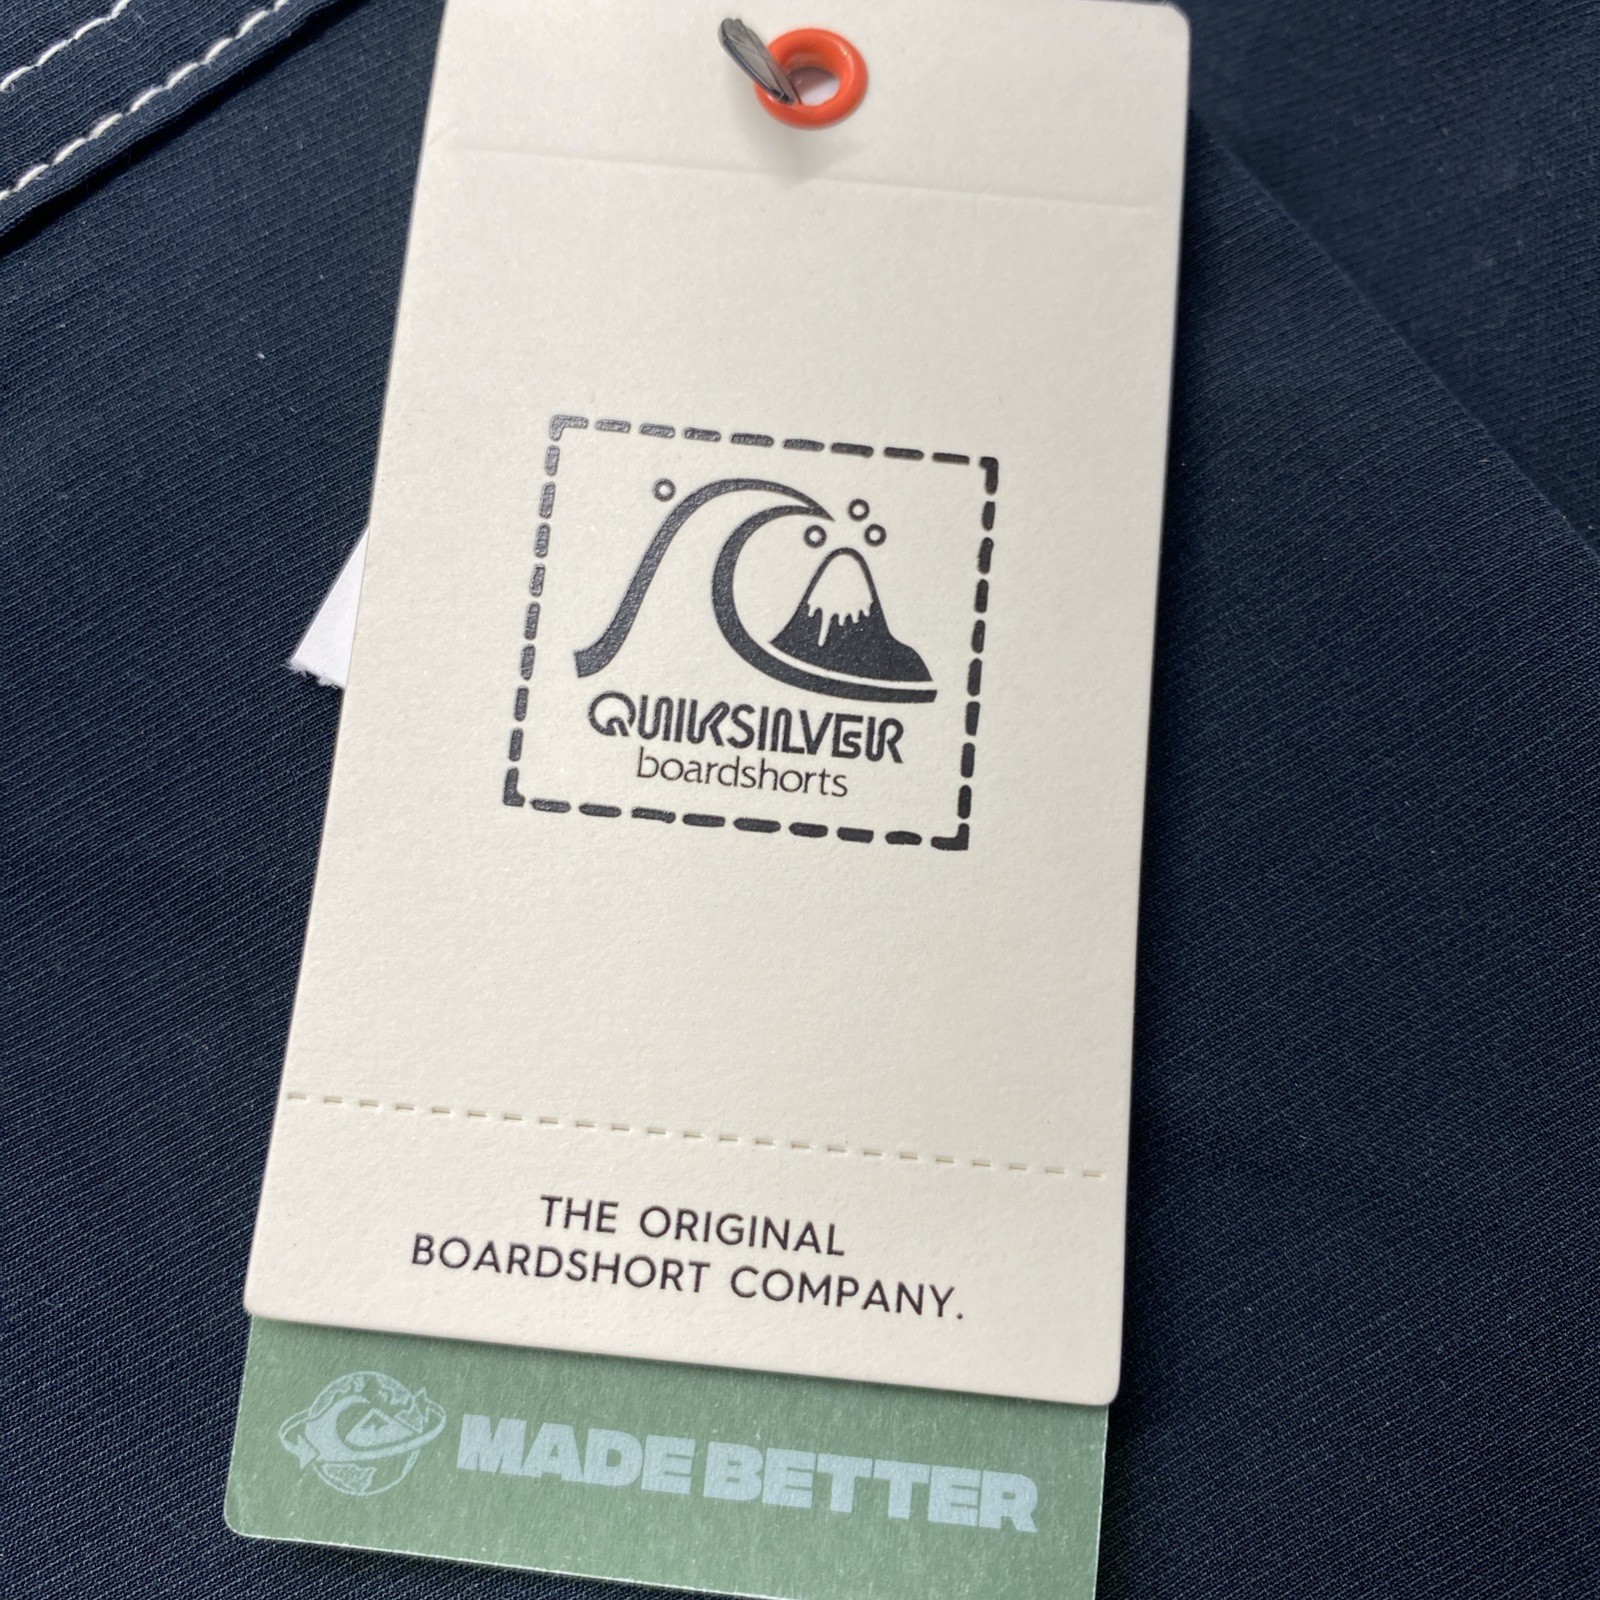 QUIKSILVER
boardshorts
THE ORIGINAL
BOARDSHORT COMPANY.
MADE BETTER